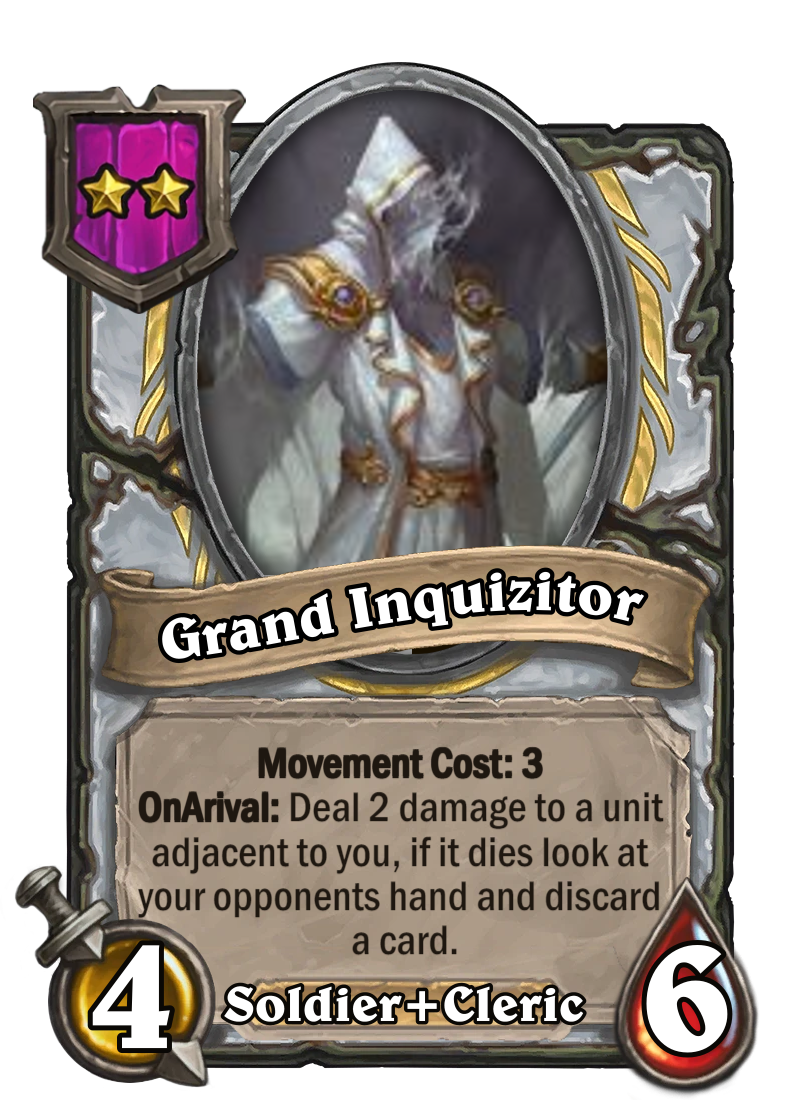 Grand Inquizitor
Movement Cost: 3
OnArival: Deal 2 damage to a unit
adjacent to you, if it dies look at
your opponents hand and discard
a card.
4
Soldier+Cleric
6